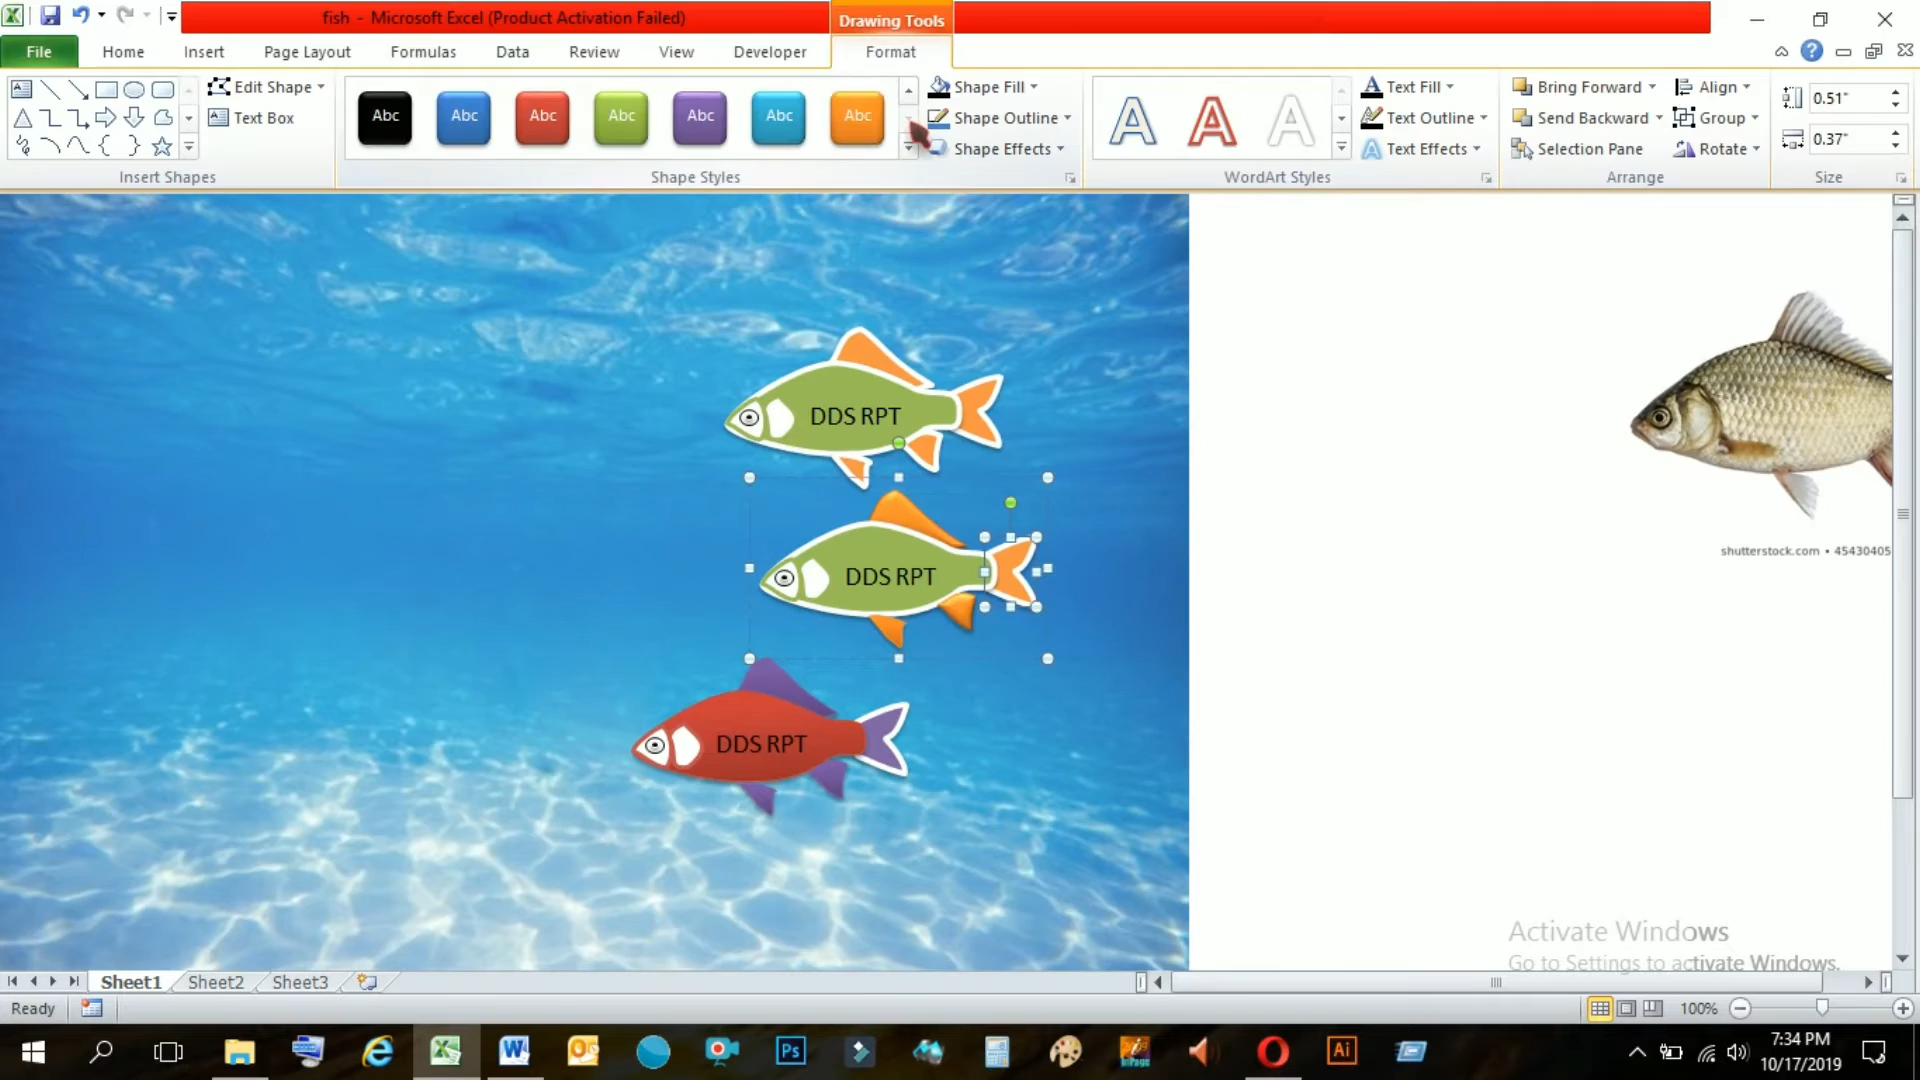 fish - Microsoft Excel (Product Activation Failed)
Drawing Tools
File Home Insert Page Layout Formulas Data Review View Developer Format
Edit Shape
Text Box
Insert Shapes
Abc Abc Abc Abc Abc Abc Abc
Shape Styles
Shape Fill
Shape Outline
Shape Effects
A A A
WordArt Styles
Text Fill
Text Outline
Text Effects
Bring Forward
Send Backward
Selection Pane
Align
Group
Rotate
Arrange
0.51"
0.37"
Size
DDS RPT
DDS RPT
DDS RPT
shutterstock.com • 45430405
Activate Windows
Go to Settings to activate Windows.
Sheet1 Sheet2 Sheet3
Ready
100%
Ps
Ai
7:34 PM
10/17/2019